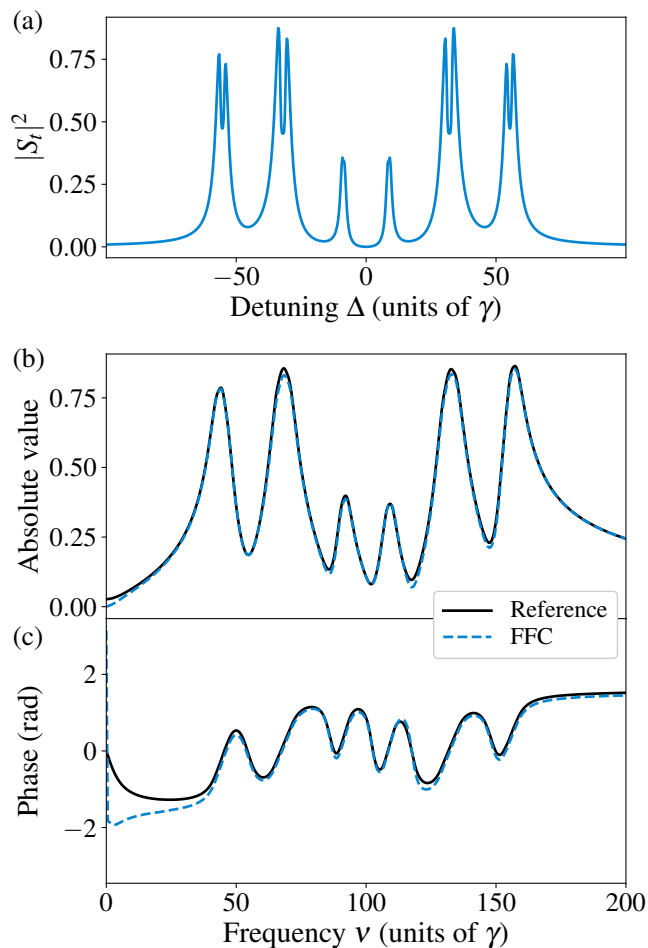 (a)
|S_t|²
0.75
0.50
0.25
0.00
−50 0 50
Detuning Δ (units of γ)
(b)
Absolute value
0.75
0.50
0.25
0.00
Reference
FFC
(c)
Phase (rad)
2
0
−2
0 50 100 150 200
Frequency ν (units of γ)